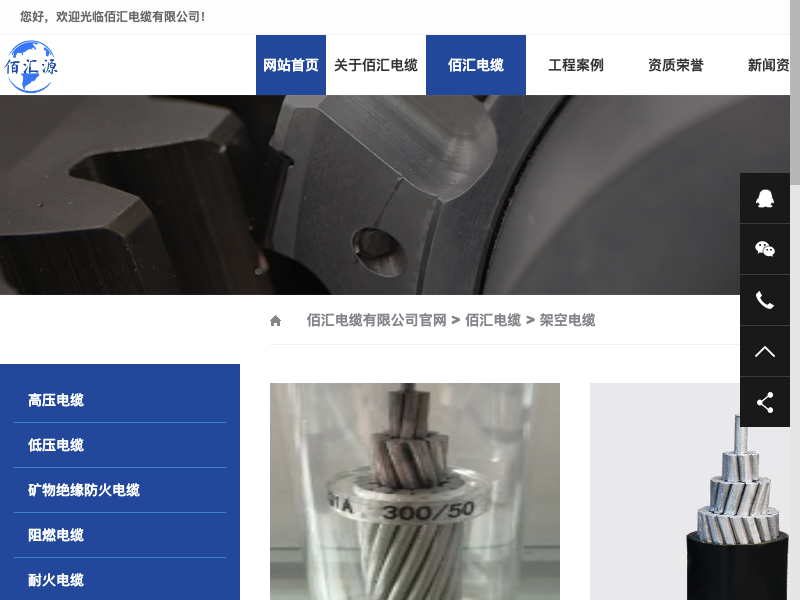 您好，欢迎光临佰汇电缆有限公司！
佰汇源
网站首页 关于佰汇电缆 佰汇电缆 工程案例 资质荣誉 新闻资
佰汇电缆有限公司官网 > 佰汇电缆 > 架空电缆
高压电缆
低压电缆
矿物绝缘防火电缆
阻燃电缆
耐火电缆
300/50